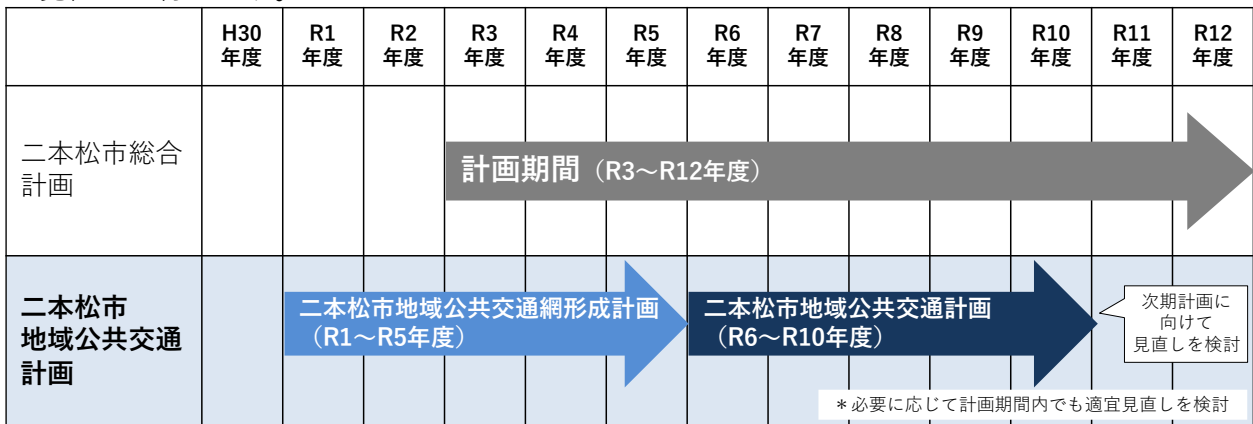 H30
年度
R1
年度
R2
年度
R3
年度
R4
年度
R5
年度
R6
年度
R7
年度
R8
年度
R9
年度
R10
年度
R11
年度
R12
年度
二本松市総合
計画
計画期間（R3～R12年度）
二本松市
地域公共交通
計画
二本松市地域公共交通網形成計画
（R1～R5年度）
二本松市地域公共交通計画
（R6～R10年度）
次期計画に
向けて
見直しを検討
＊必要に応じて計画期間内でも適宜見直しを検討